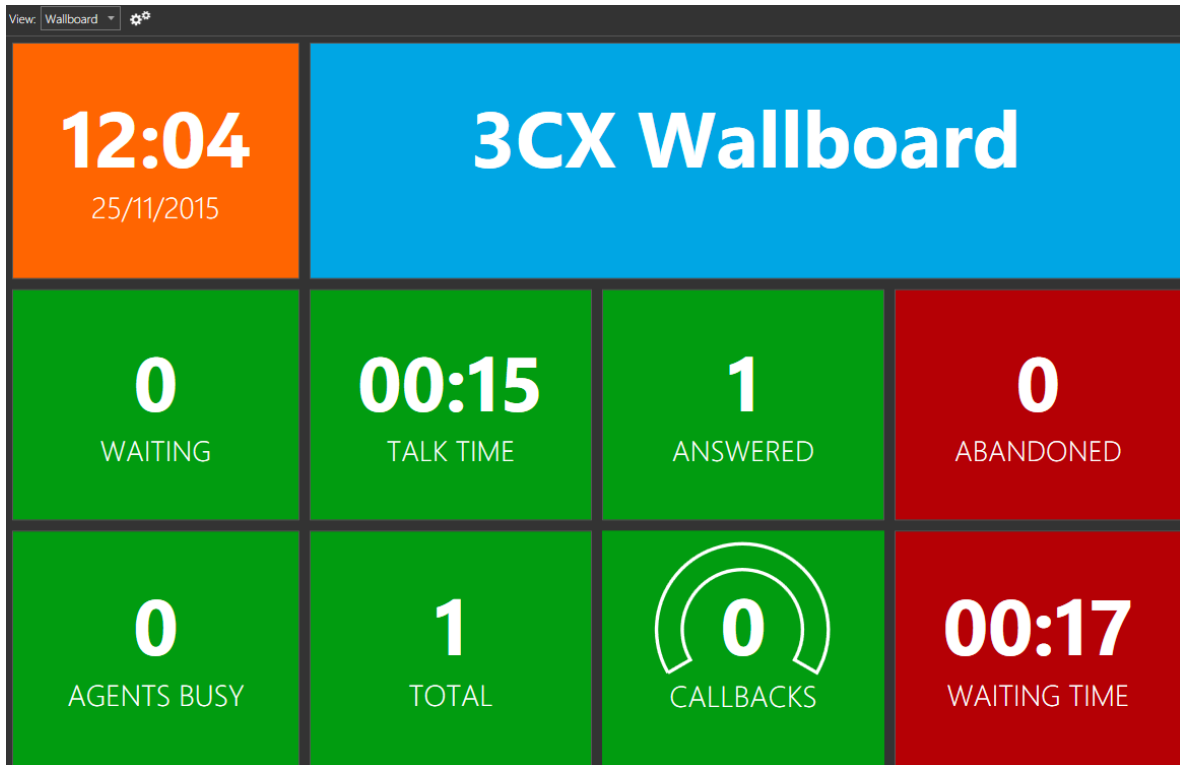 View: Wallboard
12:04
25/11/2015
3CX Wallboard
0
WAITING
00:15
TALK TIME
1
ANSWERED
0
ABANDONED
0
AGENTS BUSY
1
TOTAL
0
CALLBACKS
00:17
WAITING TIME